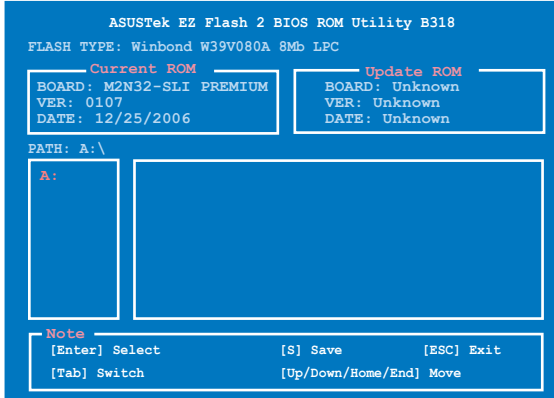 ASUSTek EZ Flash 2 BIOS ROM Utility B318
FLASH TYPE: Winbond W39V080A 8Mb LPC
Current ROM
BOARD: M2N32-SLI PREMIUM
VER: 0107
DATE: 12/25/2006
Update ROM
BOARD: Unknown
VER: Unknown
DATE: Unknown
PATH: A:\
A:
Note
[Enter] Select [S] Save [ESC] Exit
[Tab] Switch [Up/Down/Home/End] Move